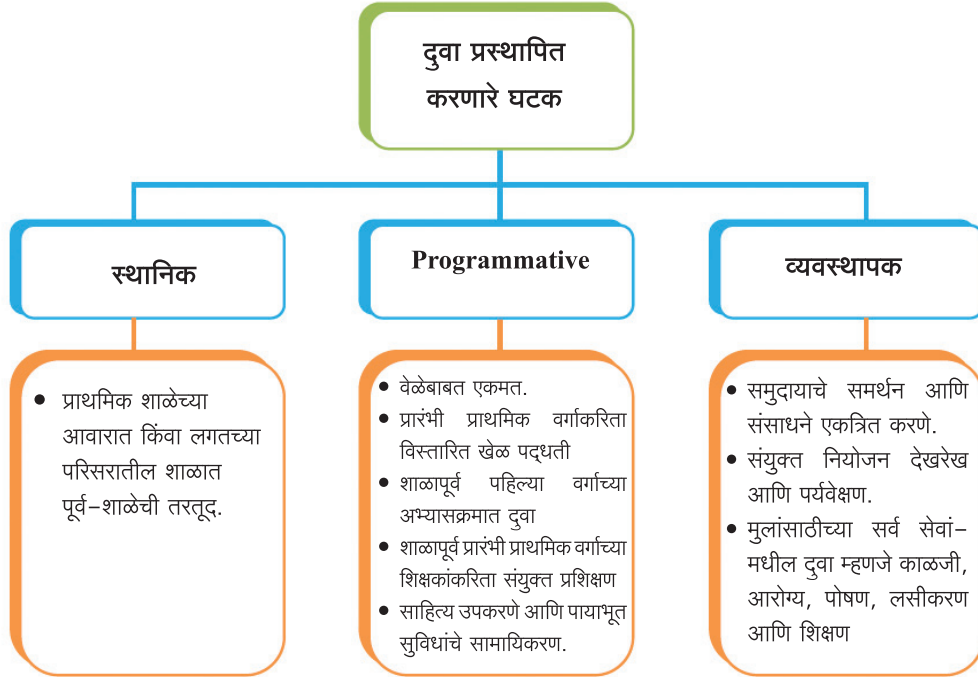 दुवा प्रस्थापित
करणारे घटक
स्थानिक
Programmative
व्यवस्थापक
• प्राथमिक शाळेच्या
आवारात किंवा लगतच्या
परिसरातील शाळात
पूर्व–शाळेची तरतूद.
• वेळेबाबत एकमत.
• प्रारंभी प्राथमिक वर्गाकरिता
विस्तारित खेळ पद्धती
• शाळापूर्व पहिल्या वर्गाच्या
अभ्यासक्रमात दुवा
• शाळापूर्व प्रारंभी प्राथमिक वर्गाच्या
शिक्षकांकरिता संयुक्त प्रशिक्षण
• साहित्य उपकरणे आणि पायाभूत
सुविधांचे सामायिकरण.
• समुदायाचे समर्थन आणि
संसाधने एकत्रित करणे.
• संयुक्त नियोजन देखरेख
आणि पर्यवेक्षण.
• मुलांसाठीच्या सर्व सेवां–
मधील दुवा म्हणजे काळजी,
आरोग्य, पोषण, लसीकरण
आणि शिक्षण